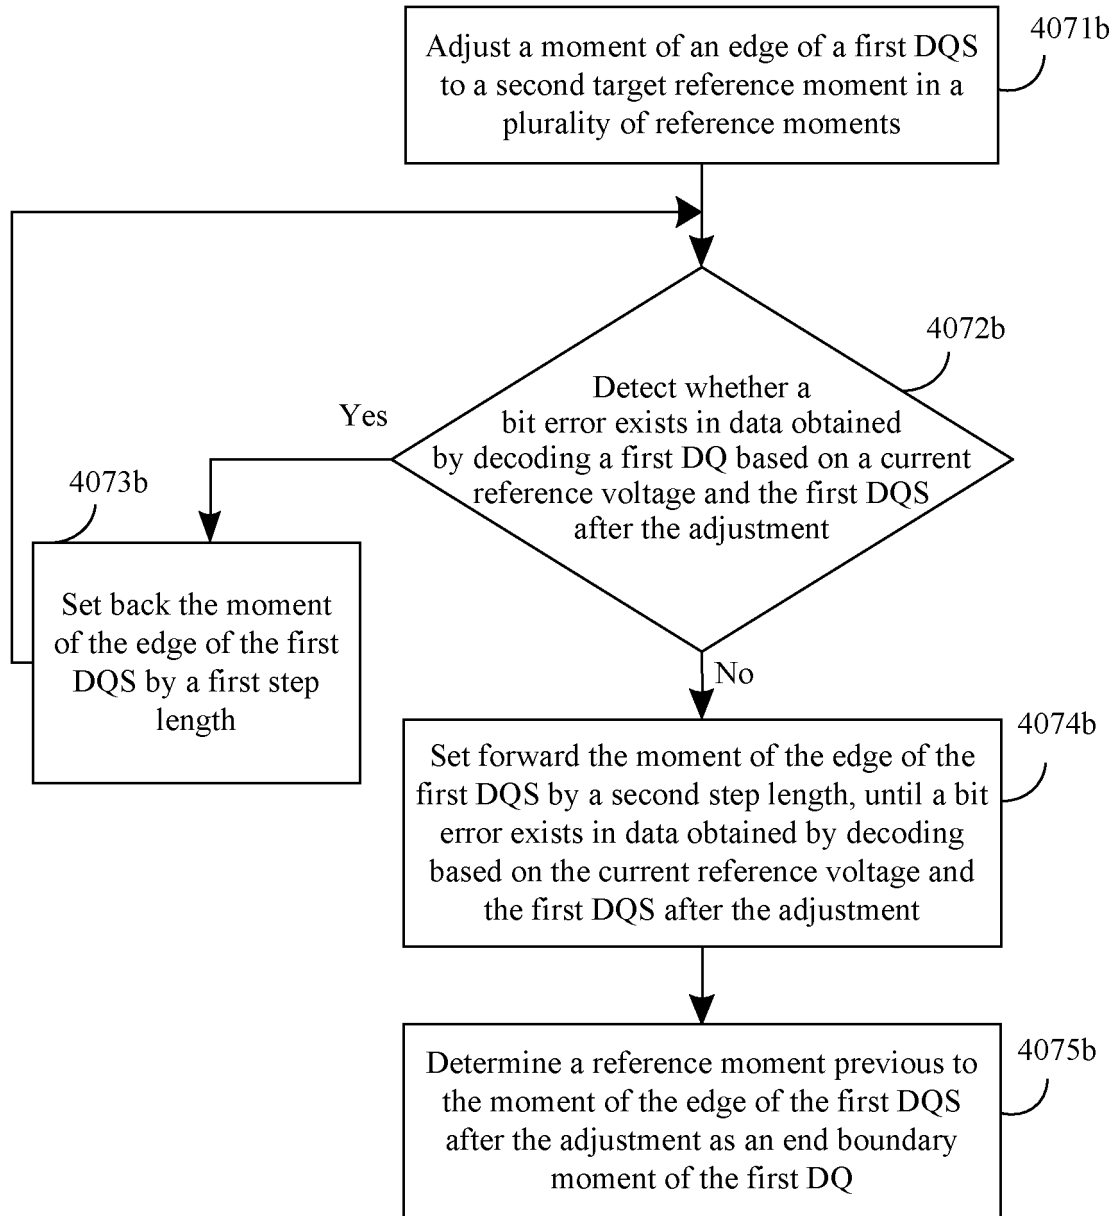 4071b
Adjust a moment of an edge of a first DQS
to a second target reference moment in a
plurality of reference moments
4072b
Detect whether a
bit error exists in data obtained
by decoding a first DQ based on a current
reference voltage and the first DQS
after the adjustment
Yes
4073b
Set back the moment
of the edge of the first
DQS by a first step
length
No
4074b
Set forward the moment of the edge of the
first DQS by a second step length, until a bit
error exists in data obtained by decoding
based on the current reference voltage and
the first DQS after the adjustment
4075b
Determine a reference moment previous to
the moment of the edge of the first DQS
after the adjustment as an end boundary
moment of the first DQ